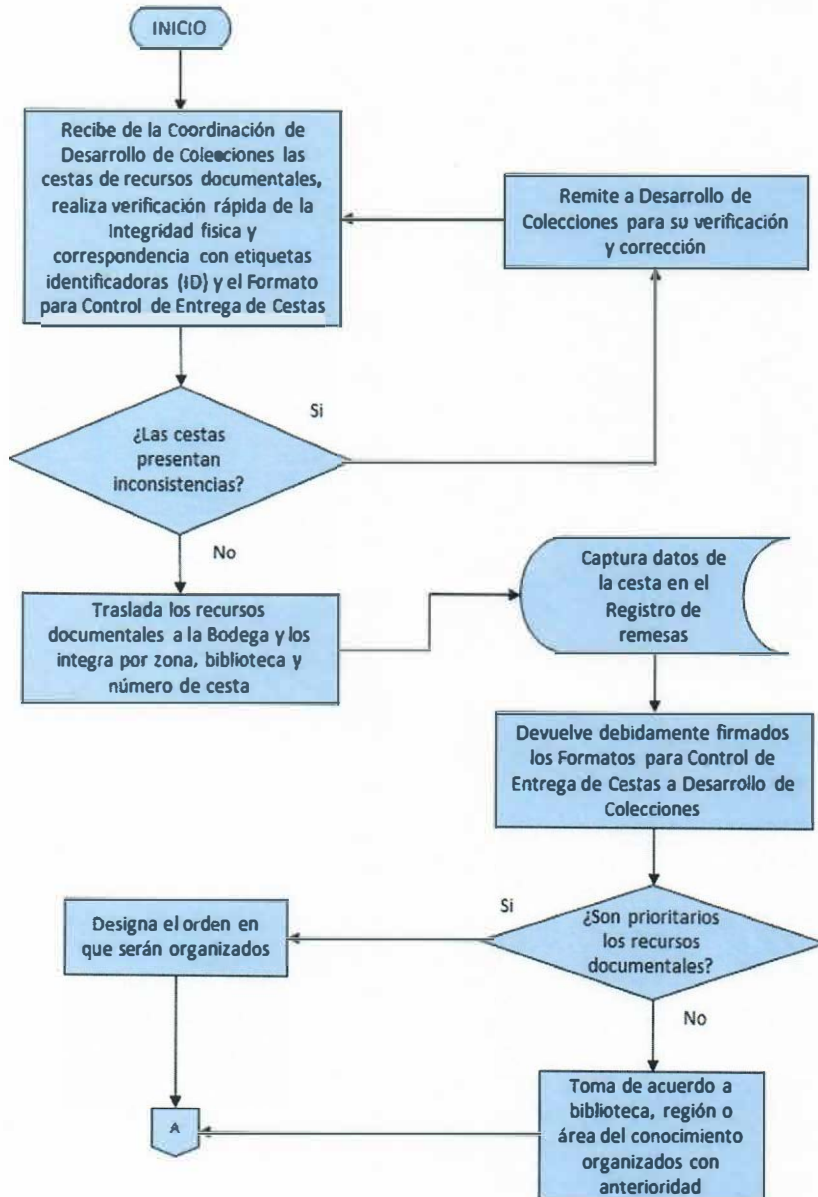 INICIO
Recibe de la Coordinación de
Desarrollo de Colecciones las
cestas de recursos documentales,
realiza verificación rápida de la
Integridad física y
correspondencia con etiquetas
identificadoras (ID) y el Formato
para Control de Entrega de Cestas
Remite a Desarrollo de
Colecciones para su verificación
y corrección
Si
¿Las cestas
presentan
inconsistencias?
No
Traslada los recursos
documentales a la Bodega y los
integra por zona, biblioteca y
número de cesta
Captura datos de
la cesta en el
Registro de
remesas
Devuelve debidamente firmados
los Formatos para Control de
Entrega de Cestas a Desarrollo de
Colecciones
Si
¿Son prioritarios
los recursos
documentales?
Designa el orden en
que serán organizados
No
Toma de acuerdo a
biblioteca, región o
área del conocimiento
organizados con
anterioridad
A